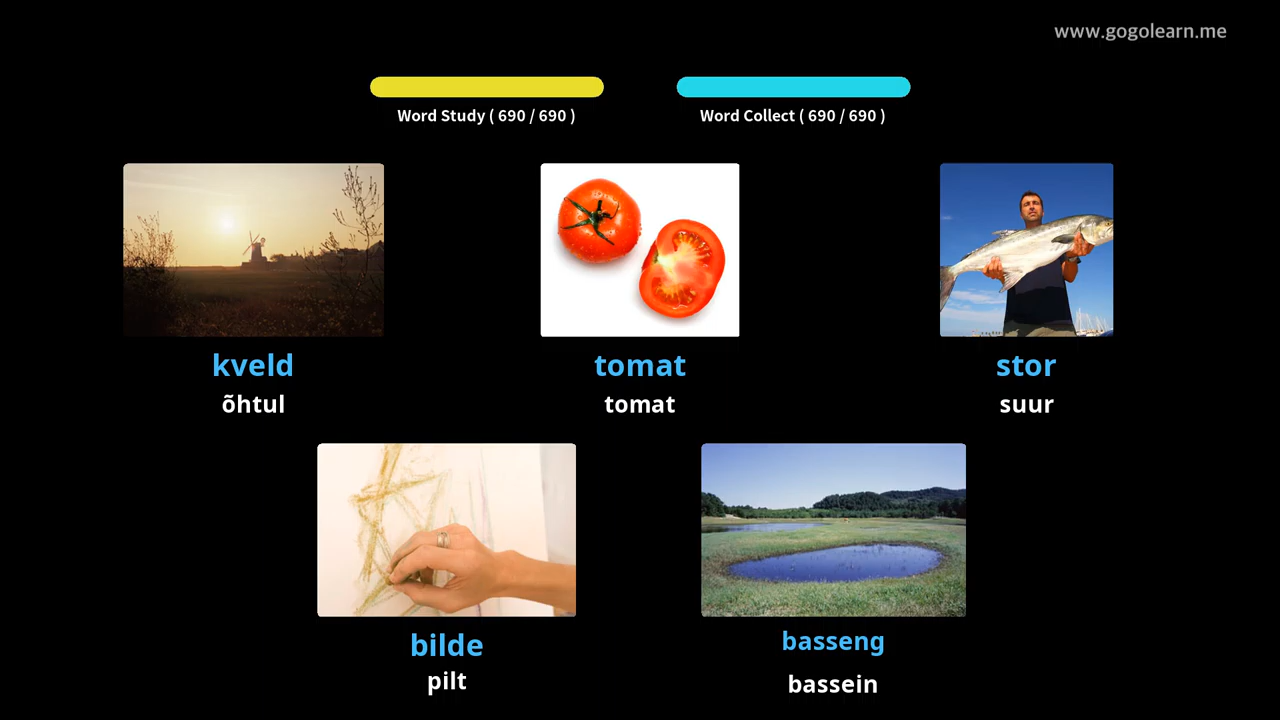 www.gogolearn.me
Word Study ( 690 / 690 )
Word Collect ( 690 / 690 )
kveld
õhtul
tomat
tomat
stor
suur
bilde
pilt
basseng
bassein